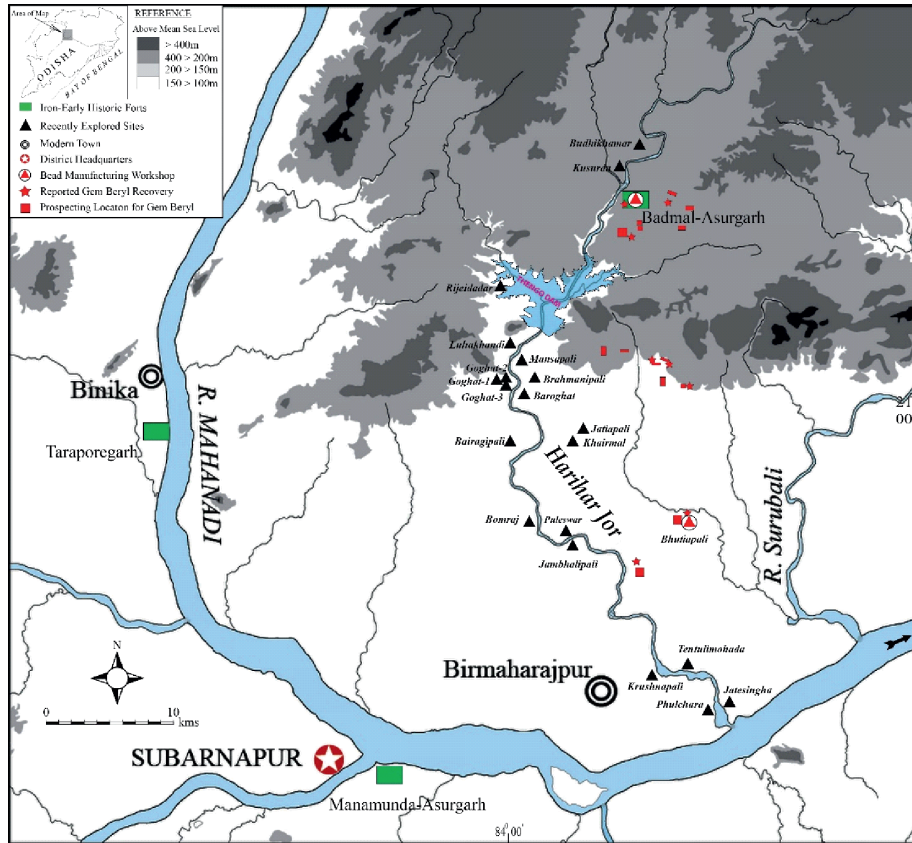 Area of Map
ODISHA
BAY OF BENGAL
REFERENCE
Above Mean Sea Level
> 400m
400 > 200m
200 > 150m
150 > 100m
Iron-Early Historic Forts
Recently Explored Sites
Modern Town
District Headquarters
Bead Manufacturing Workshop
Reported Gem Beryl Recovery
Prospecting Locaton for Gem Beryl
Budhikhamar
Kusuran
Badmal-Asurgarh
Rijeidadar
Luhakhandi
Mansapali
Goghat-2
Goghat-1
Brahmanipali
Goghat-3
Baroghat
Binika
R. MAHANADI
Taraporegarh
21
00
Jatiapali
Khairmal
Bairagipali
Harihar Jor
R. Surubali
Bomraj
Paleswar
Jambhalipali
Bhutiapali
Tentulimohada
Birmaharajpur
Krushnapali
Jatesingha
Phulchara
N
0
10
kms
SUBARNAPUR
Manamunda-Asurgarh
84 00'